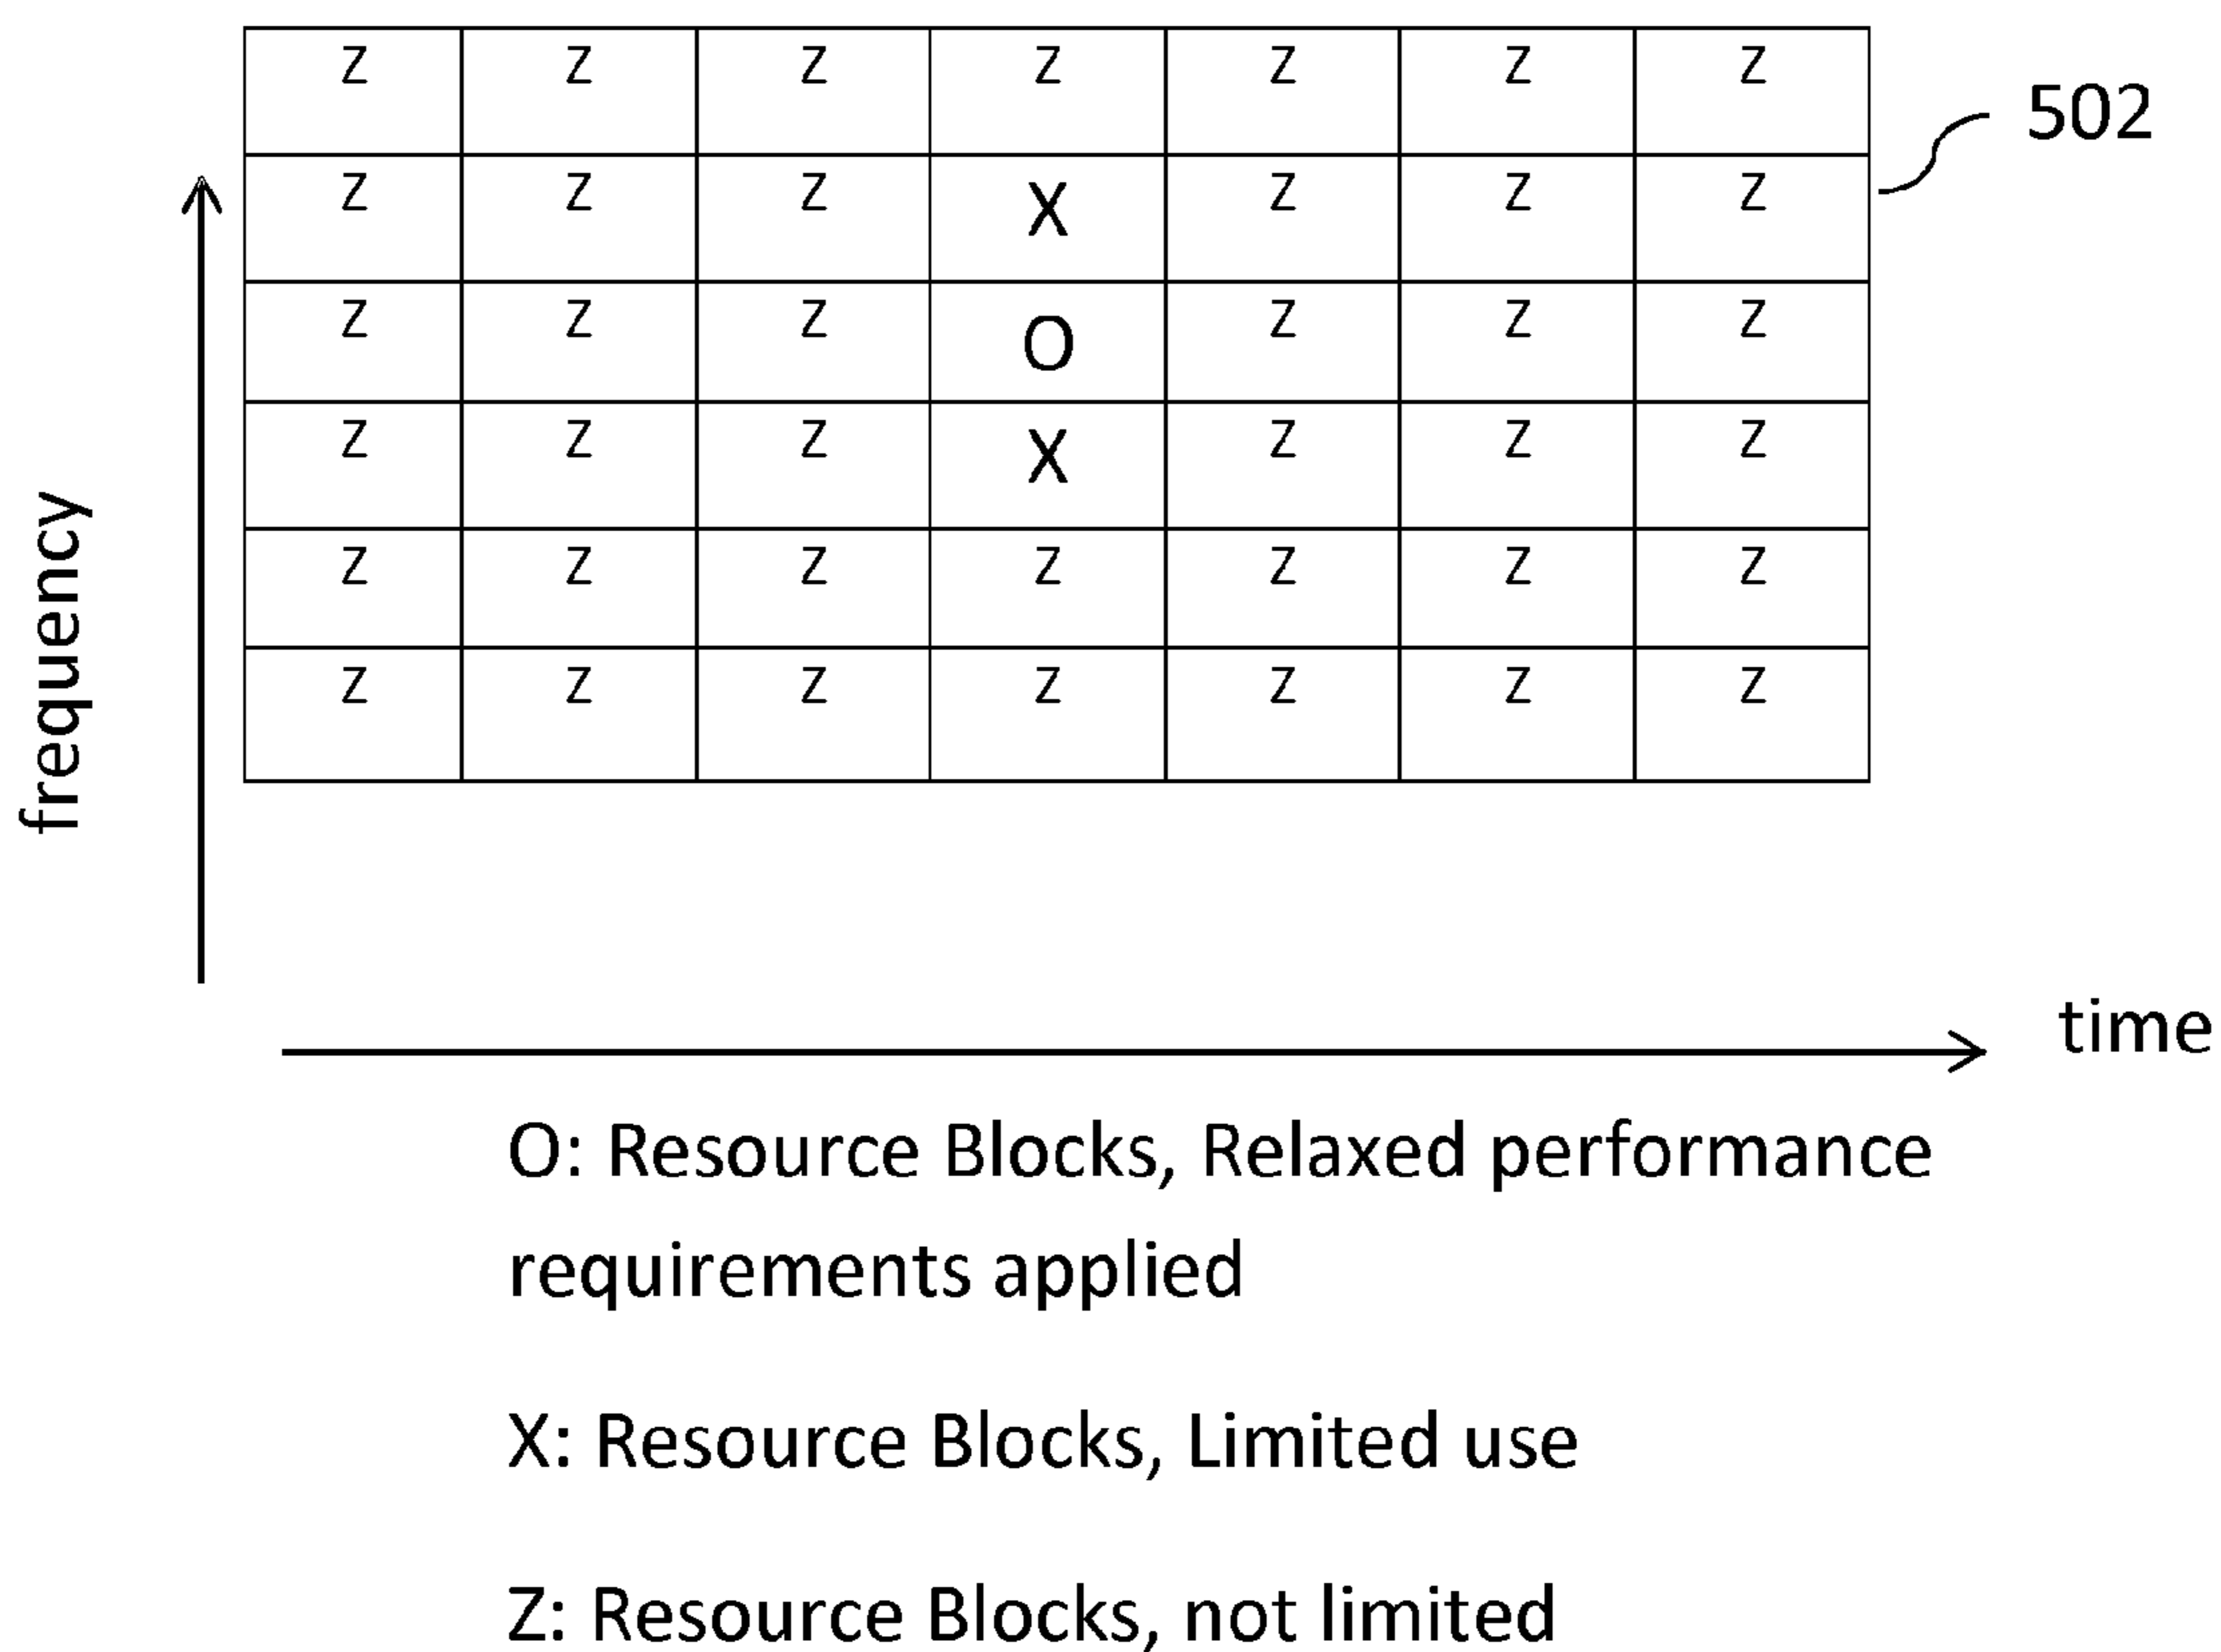 Z Z Z Z Z Z Z
502
Z Z Z X Z Z Z
Z Z Z O Z Z Z
Z Z Z X Z Z Z
Z Z Z Z Z Z Z
Z Z Z Z Z Z Z
frequency
time
O: Resource Blocks, Relaxed performance
requirements applied
X: Resource Blocks, Limited use
Z: Resource Blocks, not limited